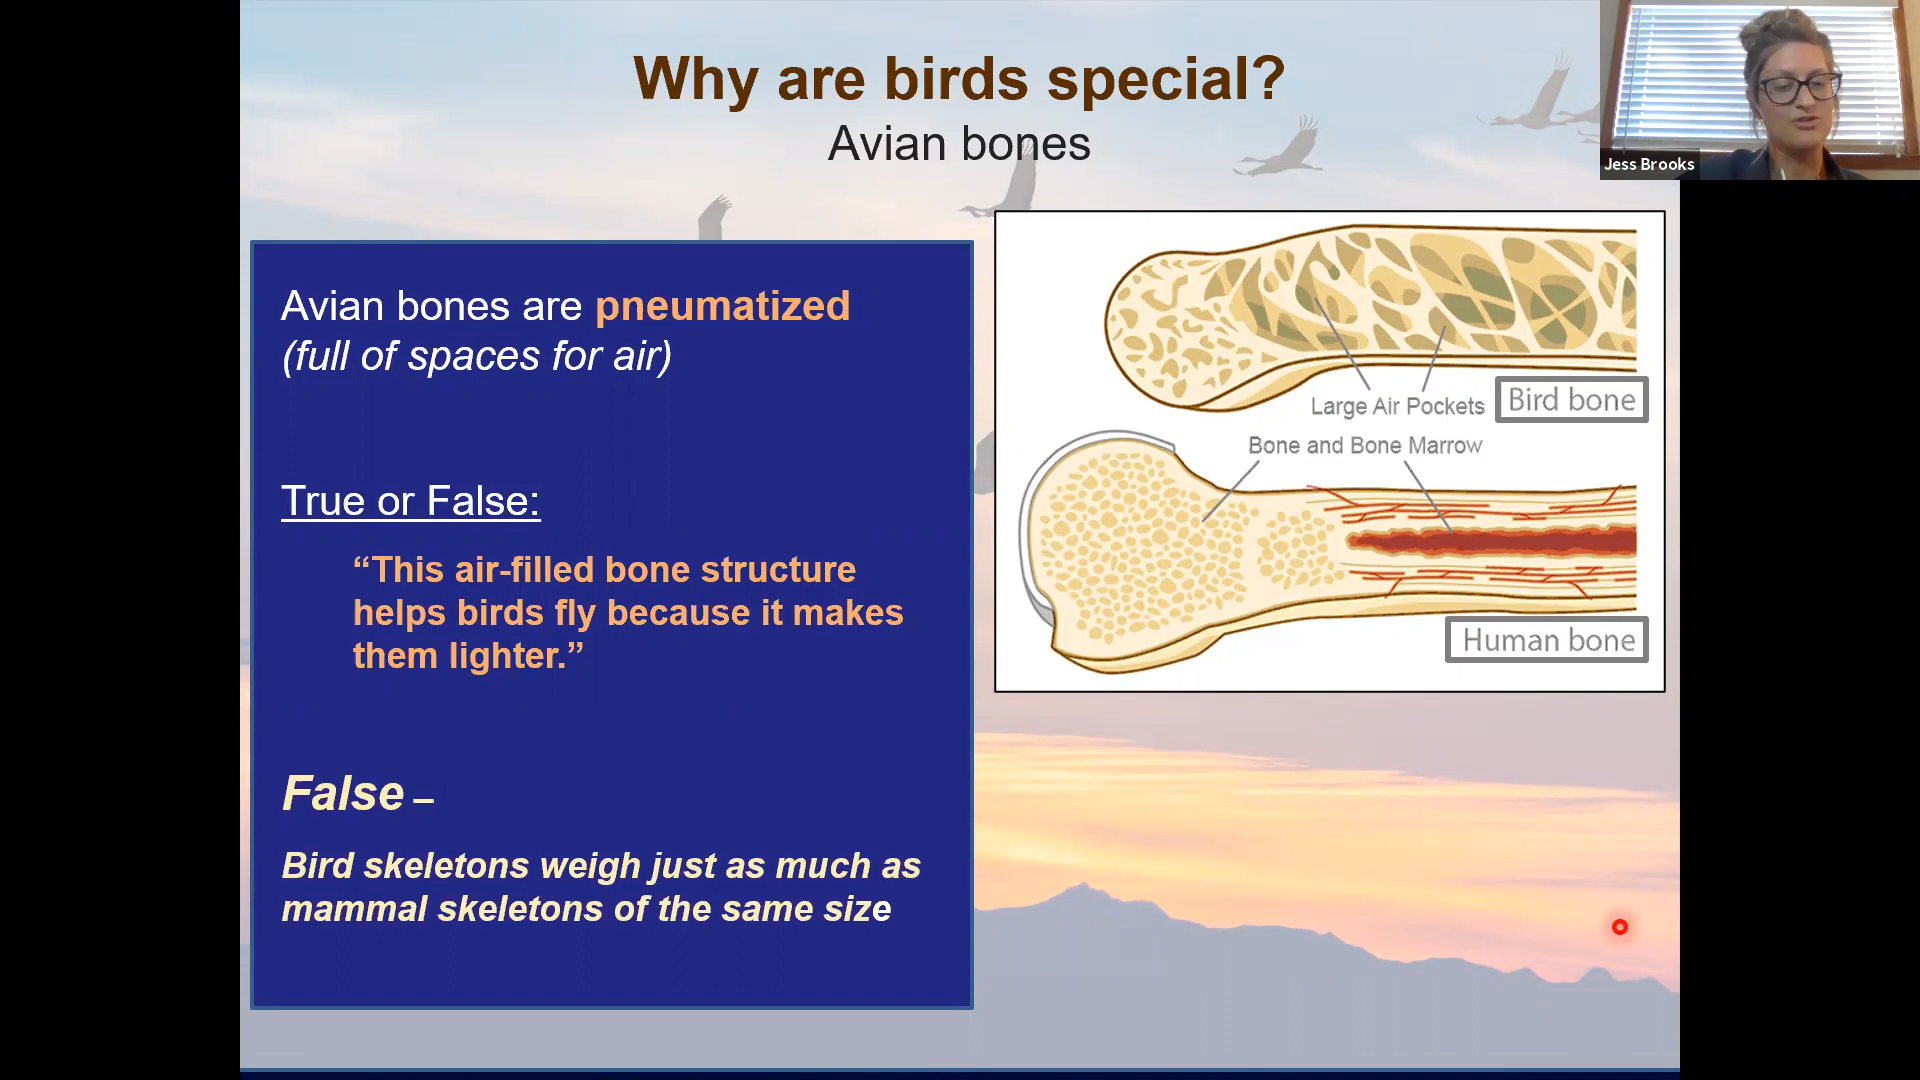 Why are birds special?
Avian bones
Jess Brooks
Avian bones are pneumatized
(full of spaces for air)
True or False:
“This air-filled bone structure
helps birds fly because it makes
them lighter.”
False –
Bird skeletons weigh just as much as
mammal skeletons of the same size
Large Air Pockets
Bird bone
Bone and Bone Marrow
Human bone